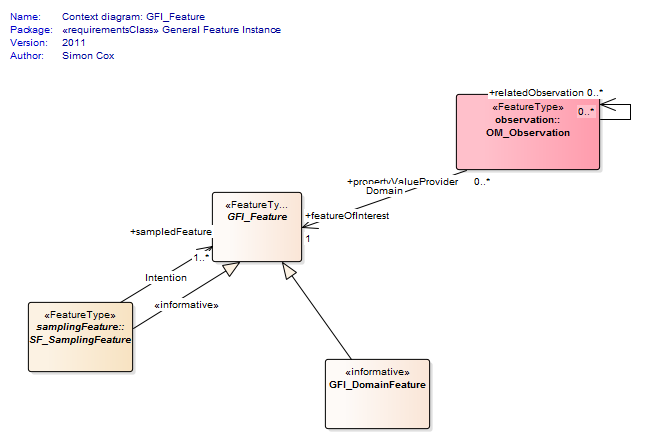 Name: Context diagram: GFI_Feature
Package: «requirementsClass» General Feature Instance
Version: 2011
Author: Simon Cox
+relatedObservation 0..*
«FeatureType»
0..*
observation::
OM_Observation
+propertyValueProvider 0..*
Domain
«FeatureTy...
GFI_Feature
+featureOfInterest
+sampledFeature
1
1..*
Intention
«informative»
«FeatureType»
samplingFeature::
SF_SamplingFeature
«informative»
GFI_DomainFeature